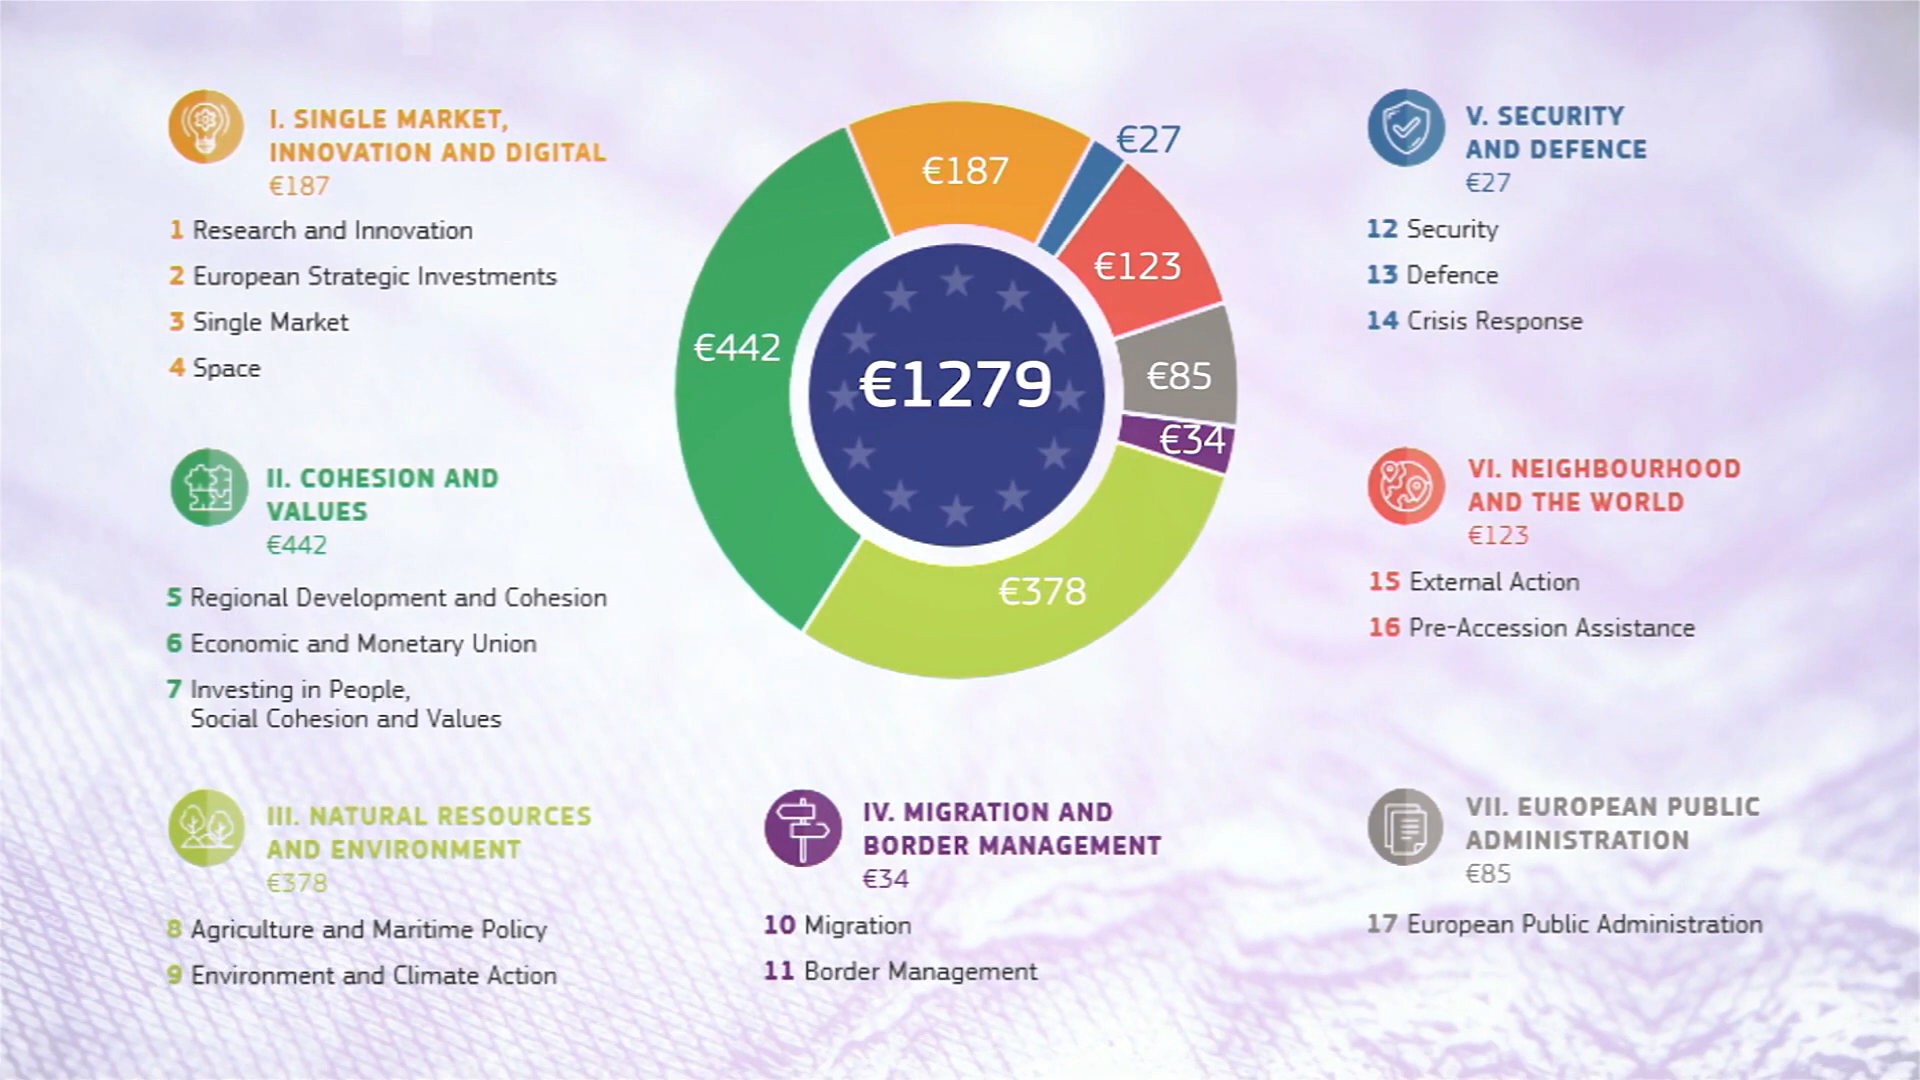 I. SINGLE MARKET,
INNOVATION AND DIGITAL
€187
1 Research and Innovation
2 European Strategic Investments
3 Single Market
4 Space
II. COHESION AND
VALUES
€442
5 Regional Development and Cohesion
6 Economic and Monetary Union
7 Investing in People,
Social Cohesion and Values
III. NATURAL RESOURCES
AND ENVIRONMENT
€378
8 Agriculture and Maritime Policy
9 Environment and Climate Action
€187
€27
€123
€442
€1279
€85
€34
€378
IV. MIGRATION AND
BORDER MANAGEMENT
€34
10 Migration
11 Border Management
V. SECURITY
AND DEFENCE
€27
12 Security
13 Defence
14 Crisis Response
VI. NEIGHBOURHOOD
AND THE WORLD
€123
15 External Action
16 Pre-Accession Assistance
VII. EUROPEAN PUBLIC
ADMINISTRATION
€85
17 European Public Administration